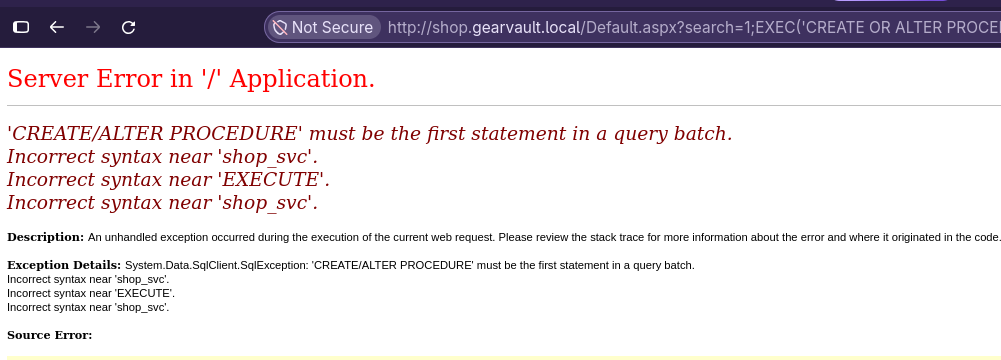 Not Secure http://shop.gearvault.local/Default.aspx?search=1;EXEC('CREATE OR ALTER PROCE
Server Error in '/' Application.
'CREATE/ALTER PROCEDURE' must be the first statement in a query batch.
Incorrect syntax near 'shop_svc'.
Incorrect syntax near 'EXECUTE'.
Incorrect syntax near 'shop_svc'.
Description: An unhandled exception occurred during the execution of the current web request. Please review the stack trace for more information about the error and where it originated in the code.
Exception Details: System.Data.SqlClient.SqlException: 'CREATE/ALTER PROCEDURE' must be the first statement in a query batch.
Incorrect syntax near 'shop_svc'.
Incorrect syntax near 'EXECUTE'.
Incorrect syntax near 'shop_svc'.
Source Error: